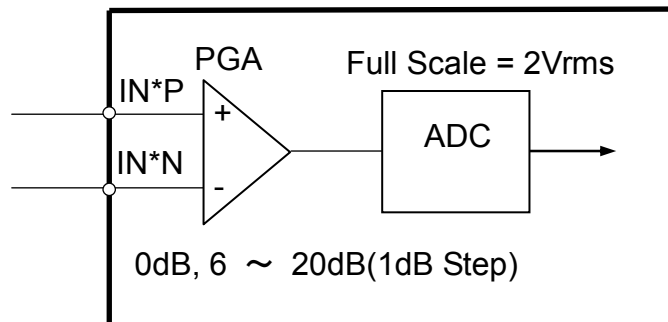 PGA
Full Scale = 2Vrms
IN*P
+
ADC
IN*N
-
0dB, 6 ～ 20dB(1dB Step)